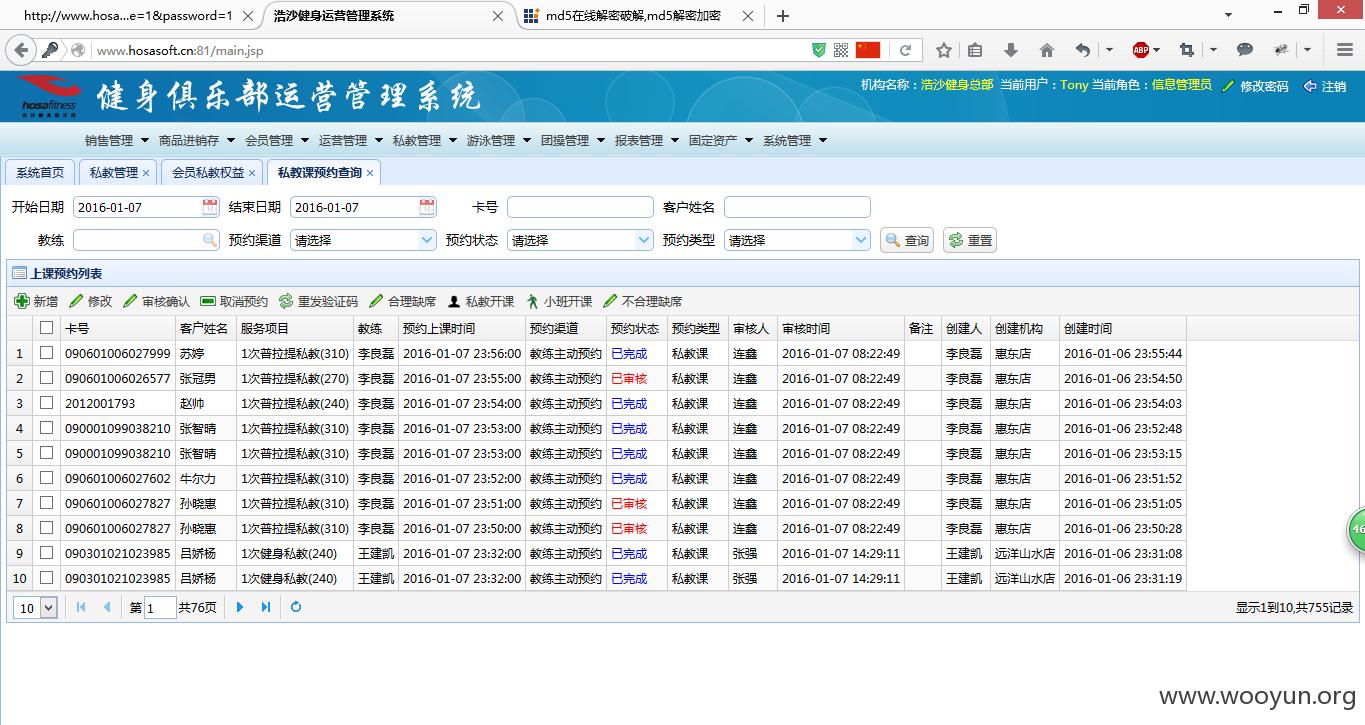 http://www.hosa...e=1&password=1
浩沙健身运营管理系统
md5在线解密破解,md5解密加密
www.hosasoft.cn:81/main.jsp
ABP
hosafitness
浩沙健身俱乐部
健身俱乐部运营管理系统
机构名称：浩沙健身总部 当前用户：Tony 当前角色：信息管理员 修改密码 注销
销售管理 商品进销存 会员管理 运营管理 私教管理 游泳管理 团操管理 报表管理 固定资产 系统管理
系统首页 私教管理 会员私教权益 私教课预约查询
开始日期 2016-01-07 结束日期 2016-01-07 卡号 客户姓名
教练 预约渠道 请选择 预约状态 请选择 预约类型 请选择 查询 重置
上课预约列表
新增 修改 审核确认 取消预约 重发验证码 合理缺席 私教开课 小班开课 不合理缺席
卡号 客户姓名 服务项目 教练 预约上课时间 预约渠道 预约状态 预约类型 审核人 审核时间 备注 创建人 创建机构 创建时间
1 090601006027999 苏婷 1次普拉提私教(310) 李良磊 2016-01-07 23:56:00 教练主动预约 已完成 私教课 连鑫 2016-01-07 08:22:49 李良磊 惠东店 2016-01-06 23:55:44
2 090601006026577 张冠男 1次普拉提私教(270) 李良磊 2016-01-07 23:55:00 教练主动预约 已审核 私教课 连鑫 2016-01-07 08:22:49 李良磊 惠东店 2016-01-06 23:54:50
3 2012001793 赵帅 1次普拉提私教(240) 李良磊 2016-01-07 23:54:00 教练主动预约 已完成 私教课 连鑫 2016-01-07 08:22:49 李良磊 惠东店 2016-01-06 23:54:03
4 090001099038210 张智晴 1次普拉提私教(310) 李良磊 2016-01-07 23:53:00 教练主动预约 已完成 私教课 连鑫 2016-01-07 08:22:49 李良磊 惠东店 2016-01-06 23:52:48
5 090001099038210 张智晴 1次普拉提私教(310) 李良磊 2016-01-07 23:53:00 教练主动预约 已完成 私教课 连鑫 2016-01-07 08:22:49 李良磊 惠东店 2016-01-06 23:53:15
6 090601006027602 牛尔力 1次普拉提私教(310) 李良磊 2016-01-07 23:52:00 教练主动预约 已完成 私教课 连鑫 2016-01-07 08:22:49 李良磊 惠东店 2016-01-06 23:51:52
7 090601006027827 孙晓惠 1次普拉提私教(310) 李良磊 2016-01-07 23:51:00 教练主动预约 已审核 私教课 连鑫 2016-01-07 08:22:49 李良磊 惠东店 2016-01-06 23:51:05
8 090601006027827 孙晓惠 1次普拉提私教(310) 李良磊 2016-01-07 23:50:00 教练主动预约 已审核 私教课 连鑫 2016-01-07 08:22:49 李良磊 惠东店 2016-01-06 23:50:28
9 090301021023985 吕娇杨 1次健身私教(240) 王建凯 2016-01-07 23:32:00 教练主动预约 已完成 私教课 张强 2016-01-07 14:29:11 王建凯 远洋山水店 2016-01-06 23:31:08
10 090301021023985 吕娇杨 1次健身私教(240) 王建凯 2016-01-07 23:32:00 教练主动预约 已完成 私教课 张强 2016-01-07 14:29:11 王建凯 远洋山水店 2016-01-06 23:31:19
46
10 第 1 共76页 显示1到10,共755记录
www.wooyun.org